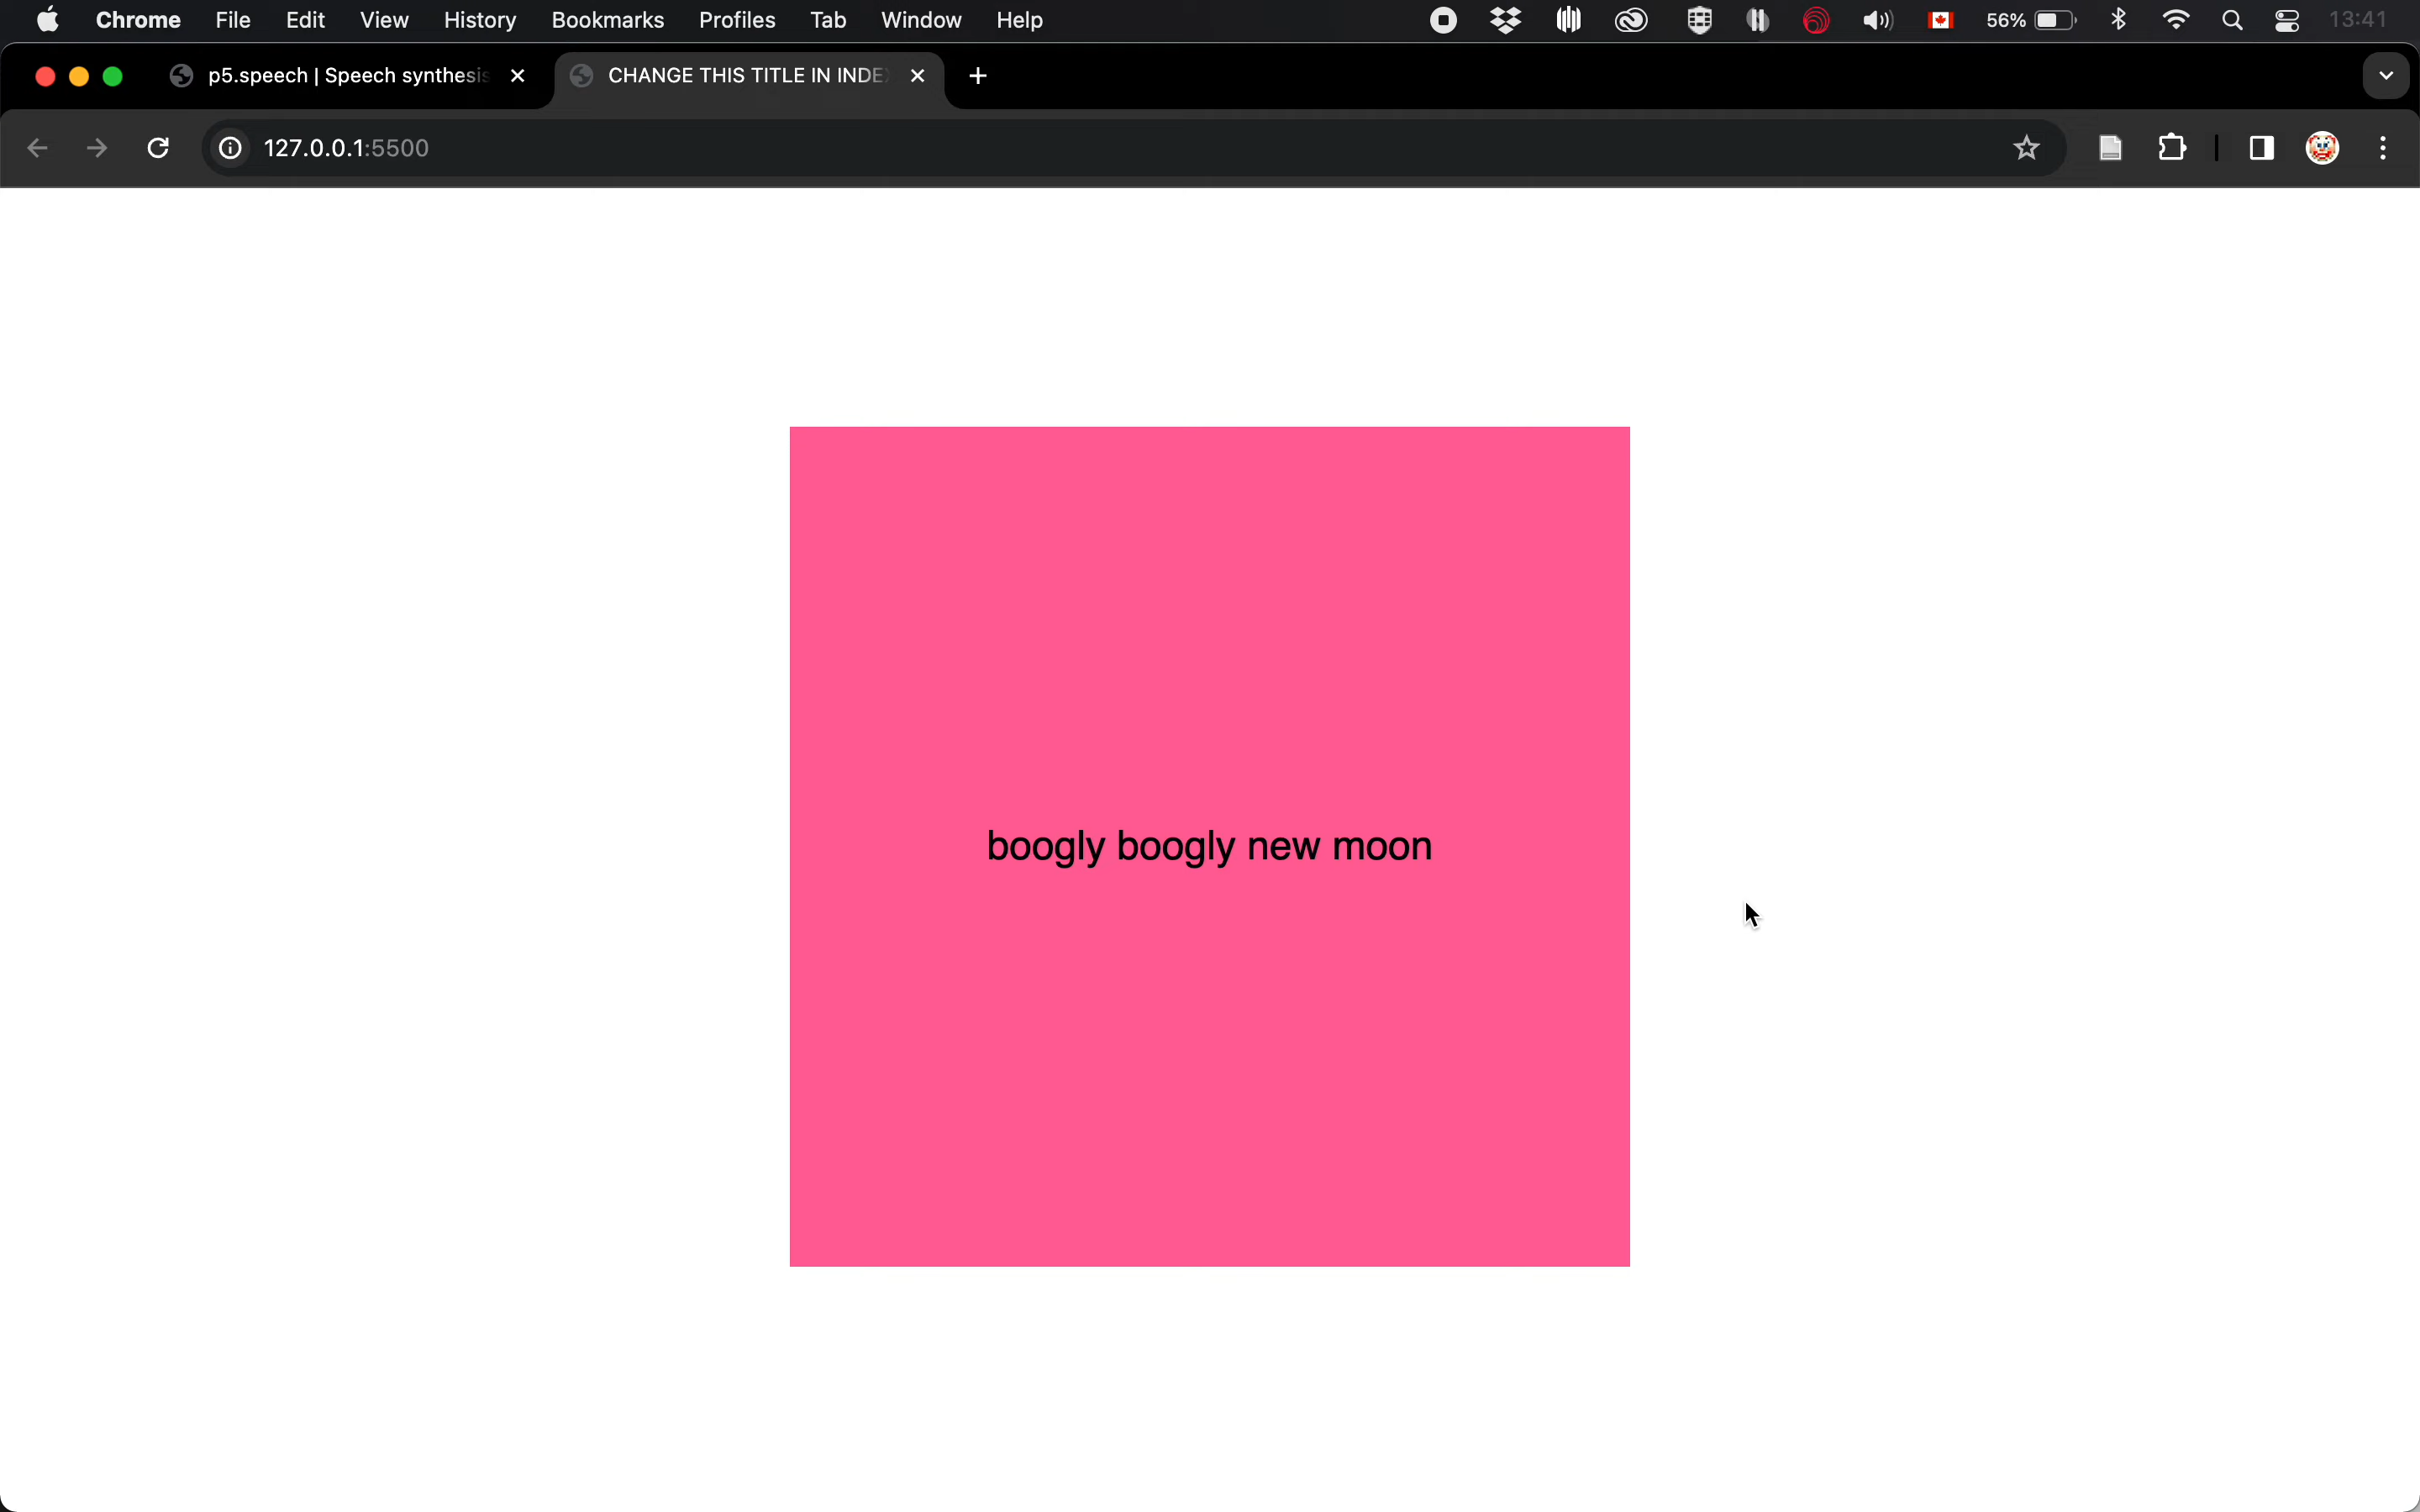 Chrome File Edit View History Bookmarks Profiles Tab Window Help 56% 13:41
p5.speech | Speech synthesis CHANGE THIS TITLE IN INDE
127.0.0.1:5500
boogly boogly new moon